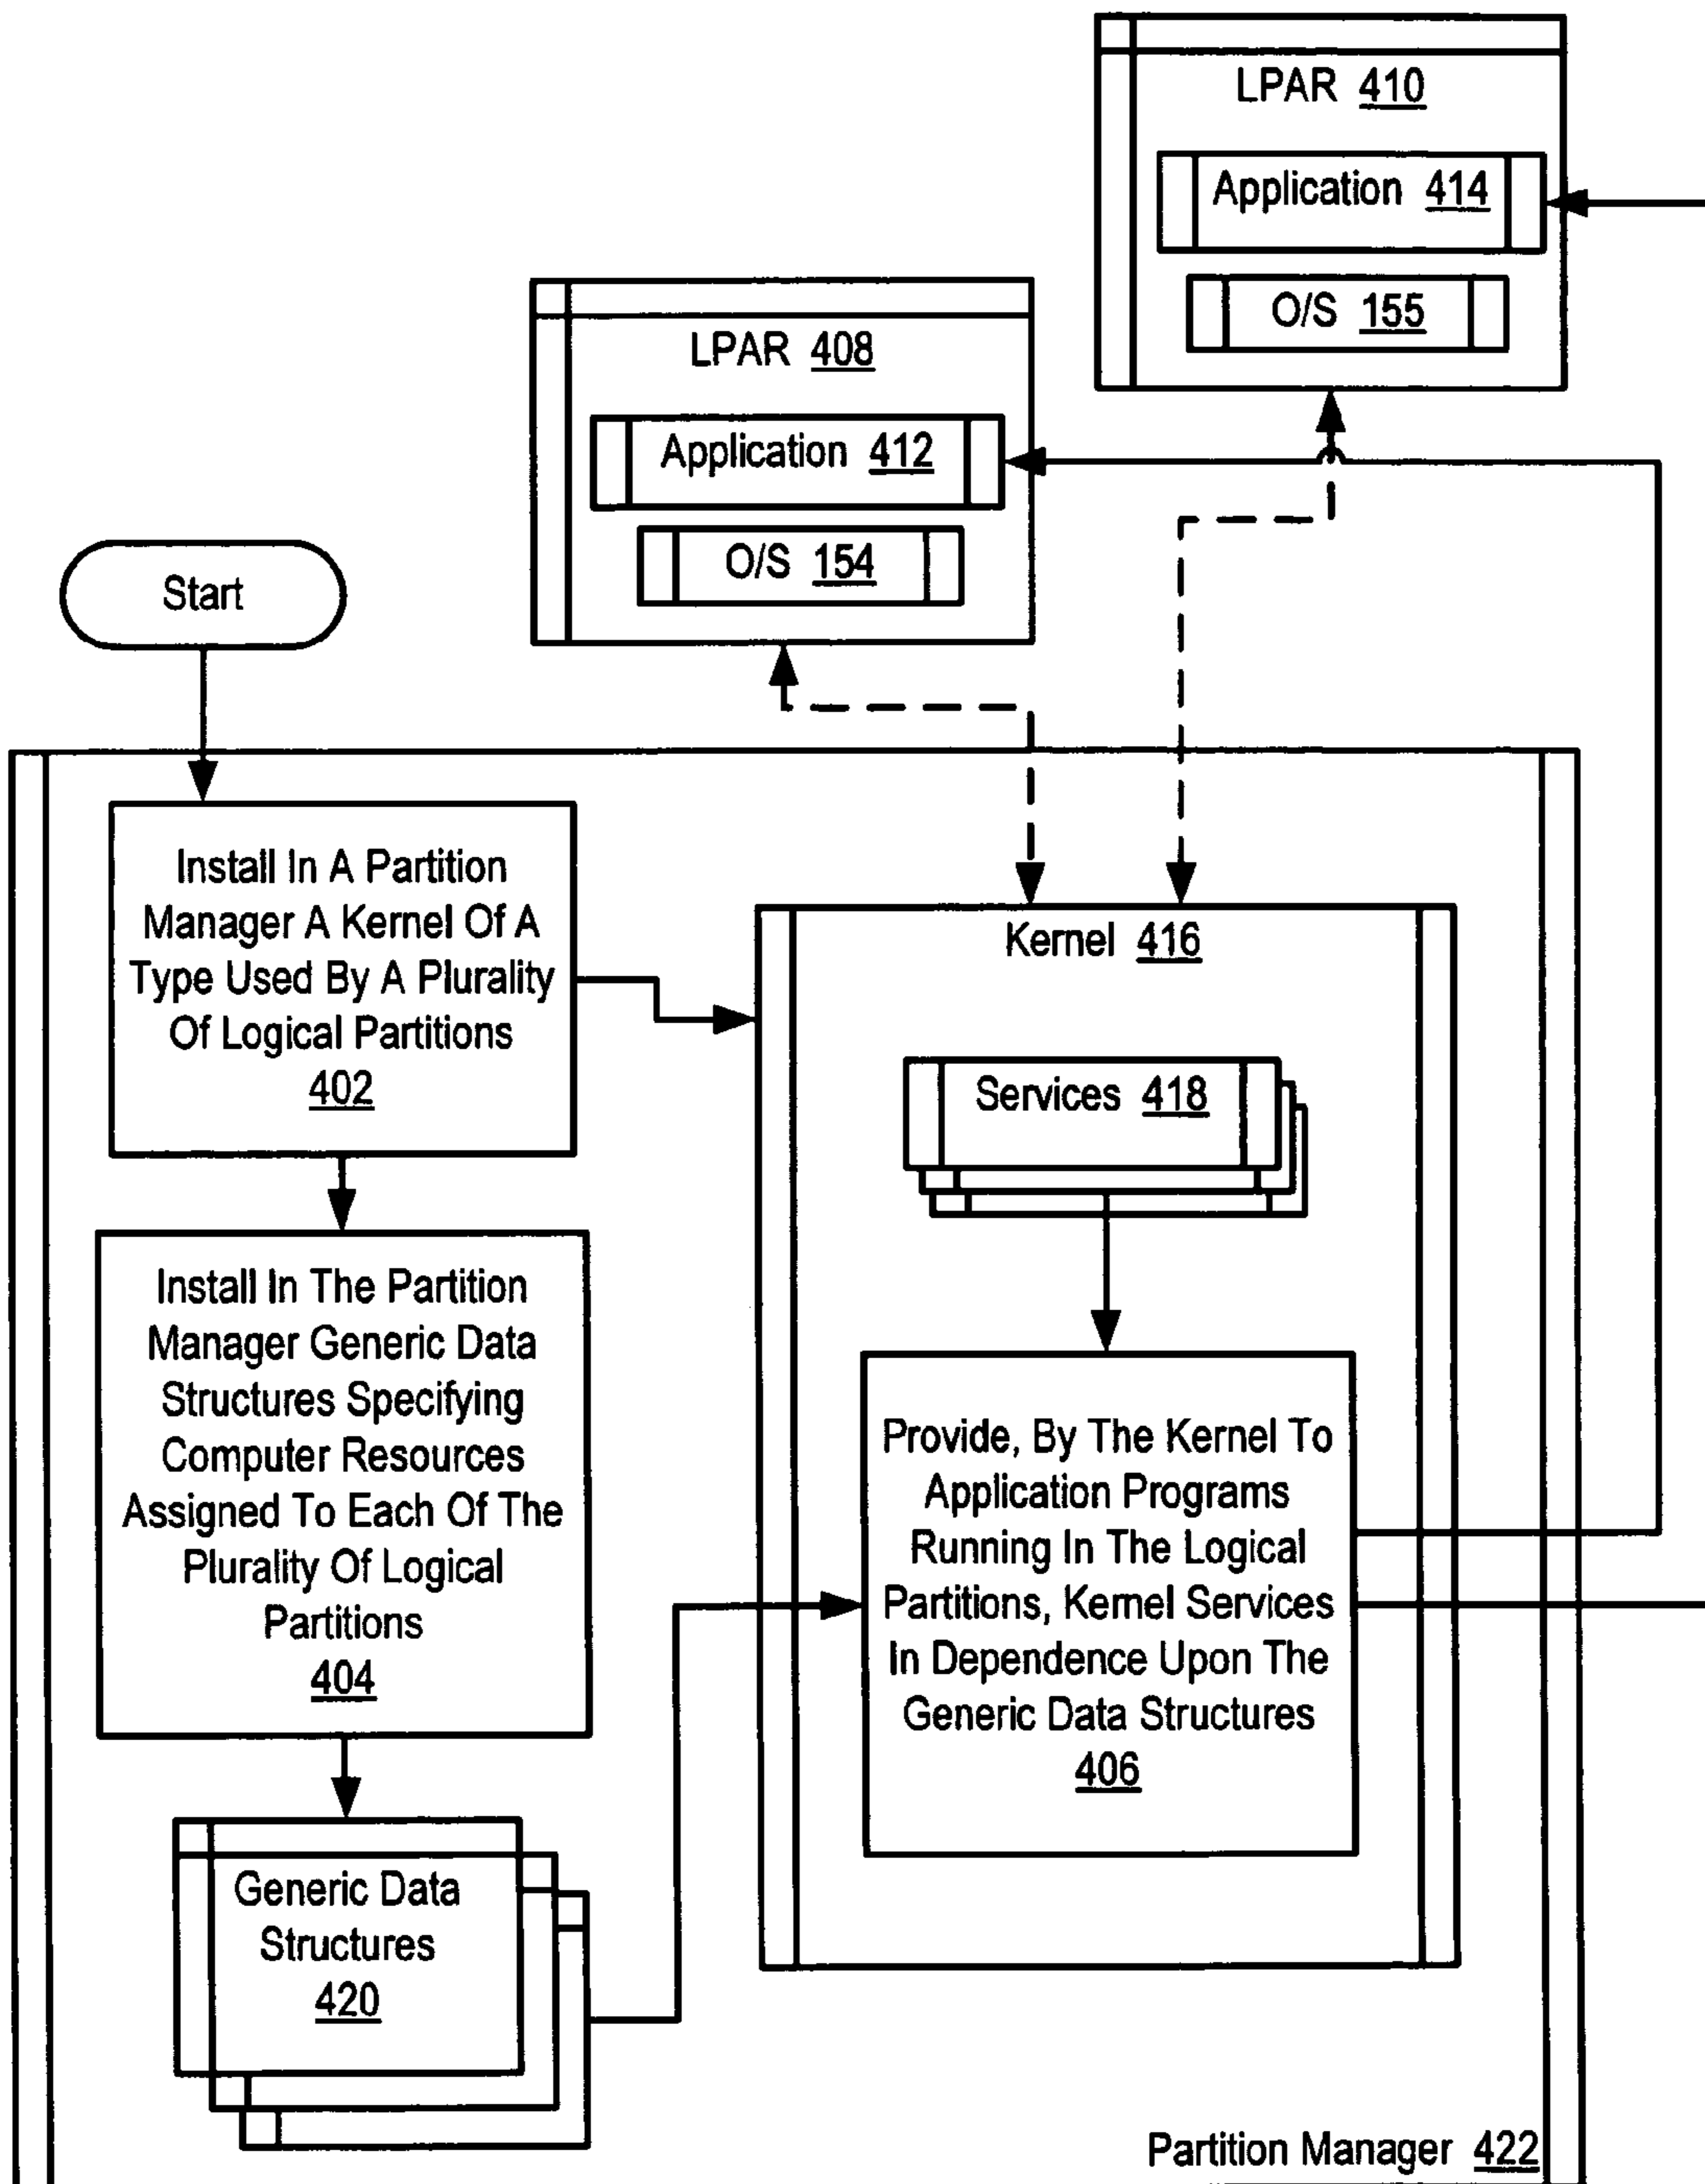 LPAR 410
Application 414
O/S 155
LPAR 408
Application 412
O/S 154
Start
Install In A Partition
Manager A Kernel Of A
Type Used By A Plurality
Of Logical Partitions
402
Kernel 416
Services 418
Install In The Partition
Manager Generic Data
Structures Specifying
Computer Resources
Assigned To Each Of The
Plurality Of Logical
Partitions
404
Provide, By The Kernel To
Application Programs
Running In The Logical
Partitions, Kernel Services
In Dependence Upon The
Generic Data Structures
406
Generic Data
Structures
420
Partition Manager 422